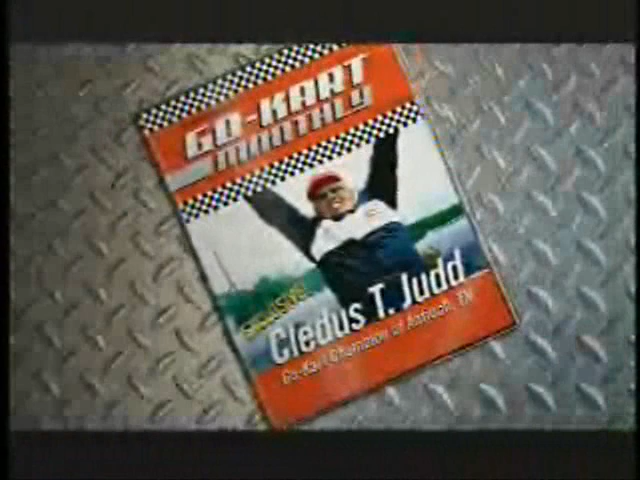 GO-KART
MONTHLY
Cledus T. Judd
Go-Kart Champion of Antioch, TN